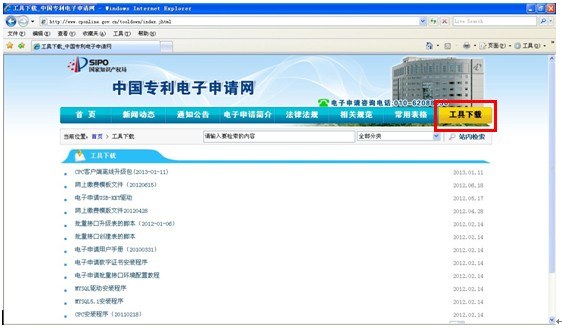 工具下载_中国专利电子申请网 - Windows Internet Explorer
http://www.cponline.gov.cn/tooldown/index.jhtml
Live Search
文件(F) 编辑(E) 查看(V) 收藏夹(A) 工具(T) 帮助(H)
工具下载_中国专利电子申请网
页面(P) 工具(O)
SIPO
国家知识产权局
中国专利电子申请网
电子申请咨询电话:010-62088
首 页 新闻动态 通知公告 电子申请简介 法律法规 相关规范 常用表格 工具下载
当前位置: 首页 > 工具下载 请输入要检索的内容 全部分类 站内检索
工具下载
CPC客户端离线升级包(2013-01-11) 2013.01.11
网上缴费模板文件 (20120615) 2012.06.18
电子申请USB-KEY驱动 2012.05.17
网上缴费模板文件20120428 2012.04.28
批量接口升级表的脚本 (2012-01-06) 2012.02.14
批量接口创建表的脚本 2012.02.14
电子申请用户手册 (20100331) 2012.02.14
电子申请数字证书安装程序 2012.02.14
电子申请批量接口环境配置教程 2012.02.14
MYSQL驱动安装程序 2012.02.14
MYSQL5.1安装程序 2012.02.14
CPC安装程序 (20110218) 2012.02.14